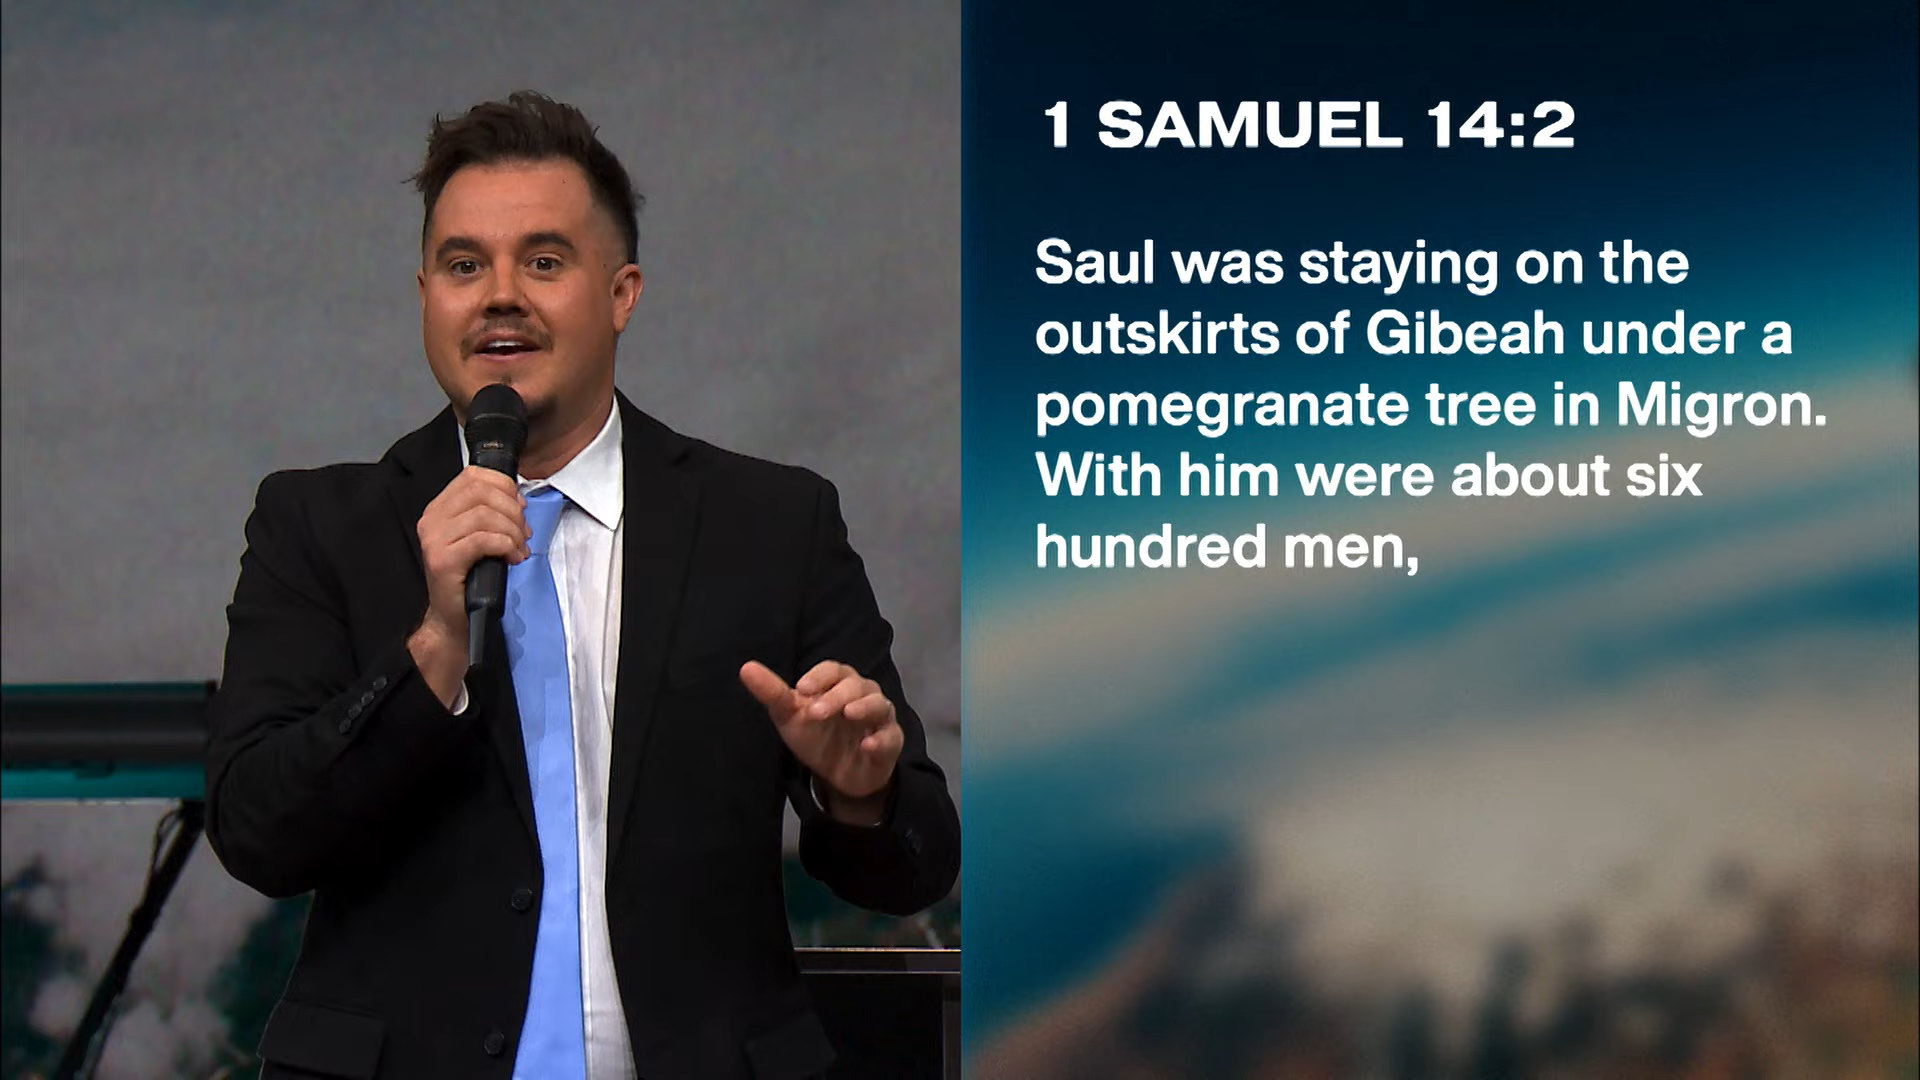 1 SAMUEL 14:2
Saul was staying on the
outskirts of Gibeah under a
pomegranate tree in Migron.
With him were about six
hundred men,